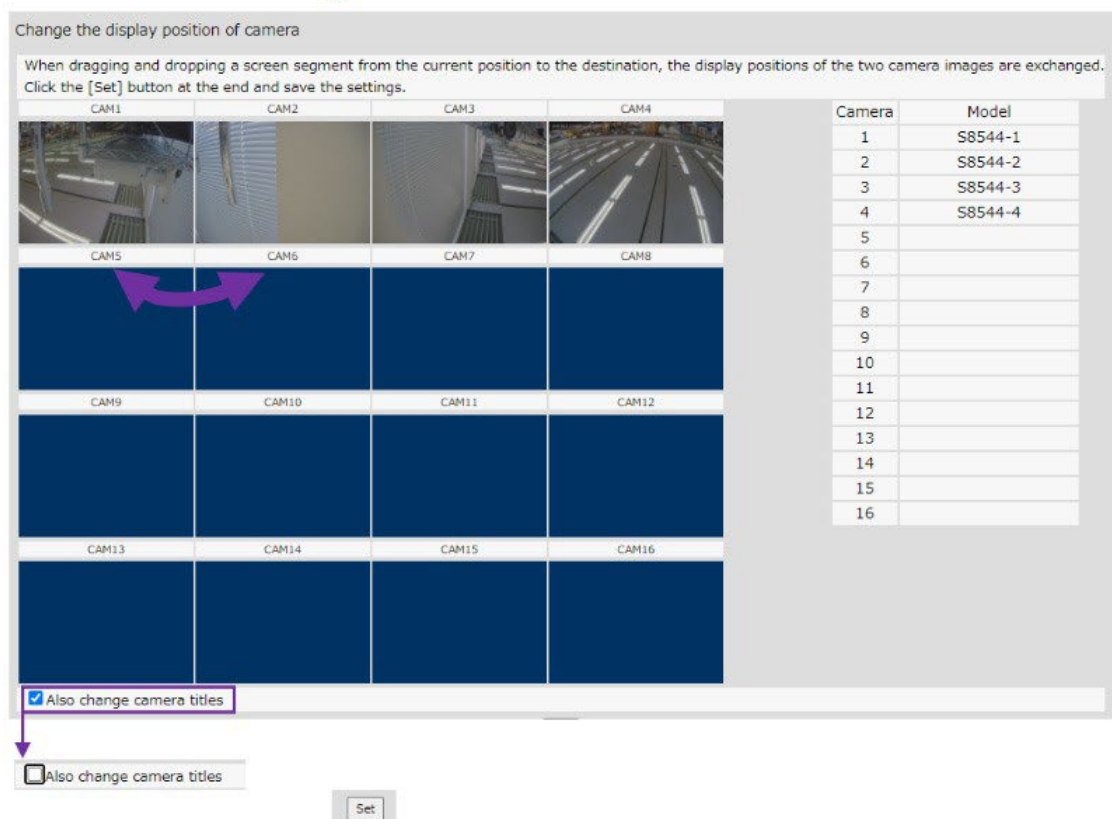 Change the display position of camera
When dragging and dropping a screen segment from the current position to the destination, the display positions of the two camera images are exchanged.
Click the [Set] button at the end and save the settings.
CAM1 CAM2 CAM3 CAM4
CAM5 CAM6 CAM7 CAM8
CAM9 CAM10 CAM11 CAM12
CAM13 CAM14 CAM15 CAM16
Camera Model
1 S8544-1
2 S8544-2
3 S8544-3
4 S8544-4
5
6
7
8
9
10
11
12
13
14
15
16
Also change camera titles
Also change camera titles
Set